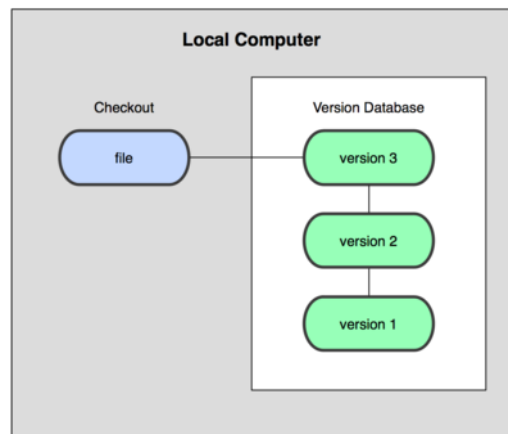 Local Computer
Checkout
Version Database
file
version 3
version 2
version 1